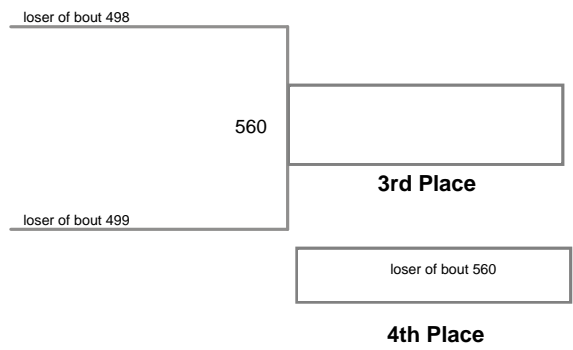 loser of bout 498
560
3rd Place
loser of bout 499
loser of bout 560
4th Place